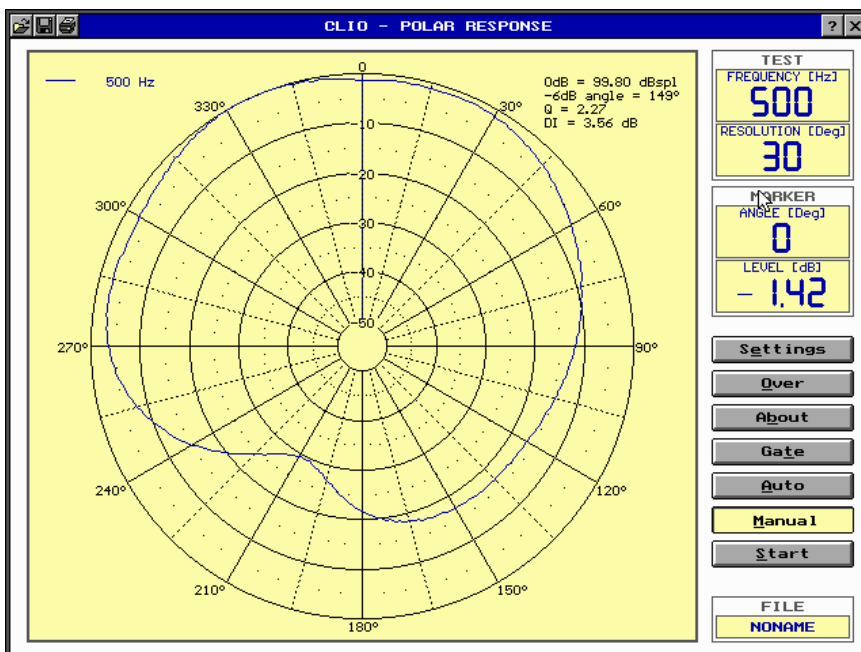 CLIO - POLAR RESPONSE
? X
500 Hz
0dB = 99.80 dBspl
-6dB angle = 149°
Q = 2.27
DI = 3.56 dB
0
30°
60°
90°
120°
150°
180°
210°
240°
270°
300°
330°
-10
-20
-30
-40
-50
TEST
FREQUENCY [Hz]
500
RESOLUTION [Deg]
30
MARKER
ANGLE [Deg]
0
LEVEL [dB]
-1.42
Settings
Over
About
Gate
Auto
Manual
Start
FILE
NONAME